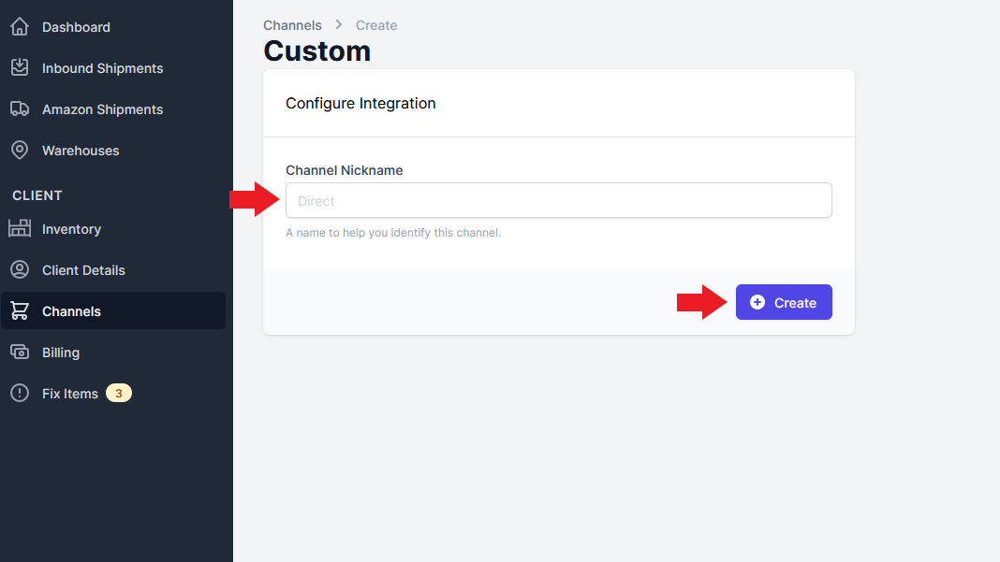 Dashboard
Inbound Shipments
Amazon Shipments
Warehouses
CLIENT
Inventory
Client Details
Channels
Billing
Fix Items 3
Channels Create
Custom
Configure Integration
Channel Nickname
Direct
A name to help you identify this channel.
Create